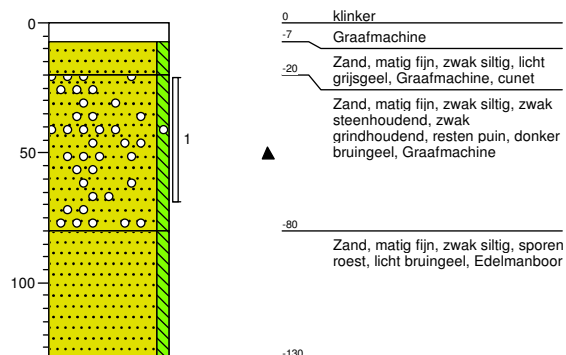 0
50
100
1
0
klinker
-7
Graafmachine
Zand, matig fijn, zwak siltig, licht
grijsgeel, Graafmachine, cunet
-20
Zand, matig fijn, zwak siltig, zwak
steenhoudend, zwak
grindhoudend, resten puin, donker
bruingeel, Graafmachine
-80
Zand, matig fijn, zwak siltig, sporen
roest, licht bruingeel, Edelmanboor
-130